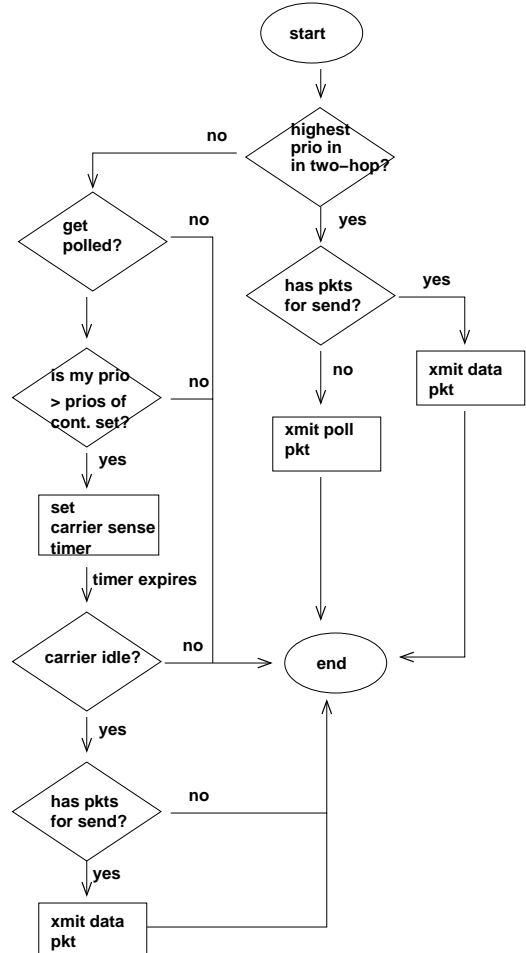 start
highest
prio in
in two-hop?
no
yes
get
polled?
no
has pkts
for send?
yes
no
is my prio
> prios of
cont. set?
no
yes
xmit data
pkt
xmit poll
pkt
set
carrier sense
timer
timer expires
carrier idle?
no
end
yes
has pkts
for send?
no
yes
xmit data
pkt